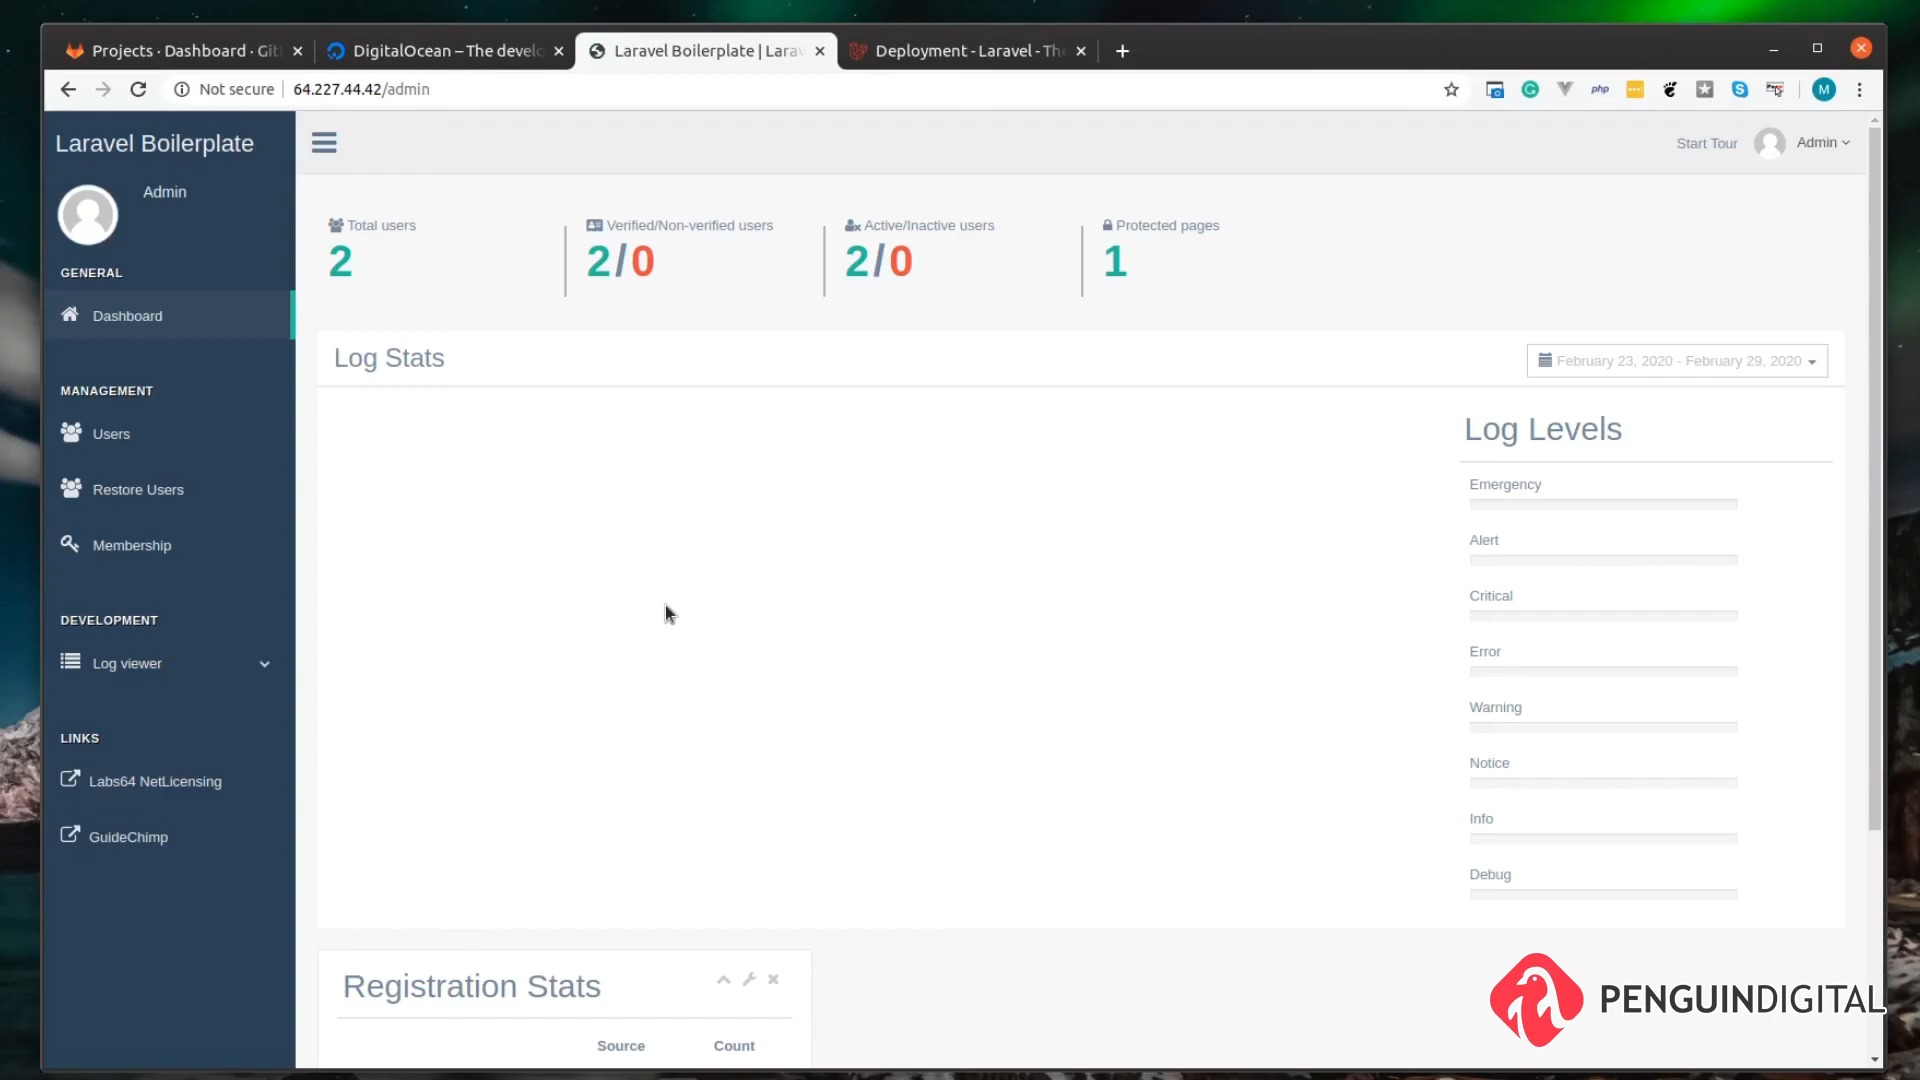 Projects · Dashboard · Git
DigitalOcean – The develo
Laravel Boilerplate | Lara
Deployment - Laravel - The
Not secure
64.227.44.42/admin
php
M
Laravel Boilerplate
Start Tour
Admin
Admin
Total users
2
Verified/Non-verified users
2/0
Active/Inactive users
2/0
Protected pages
1
GENERAL
Dashboard
MANAGEMENT
Users
Restore Users
Membership
DEVELOPMENT
Log viewer
LINKS
Labs64 NetLicensing
GuideChimp
Log Stats
February 23, 2020 - February 29, 2020
Log Levels
Emergency
Alert
Critical
Error
Warning
Notice
Info
Debug
Registration Stats
Source Count
PENGUINDIGITAL